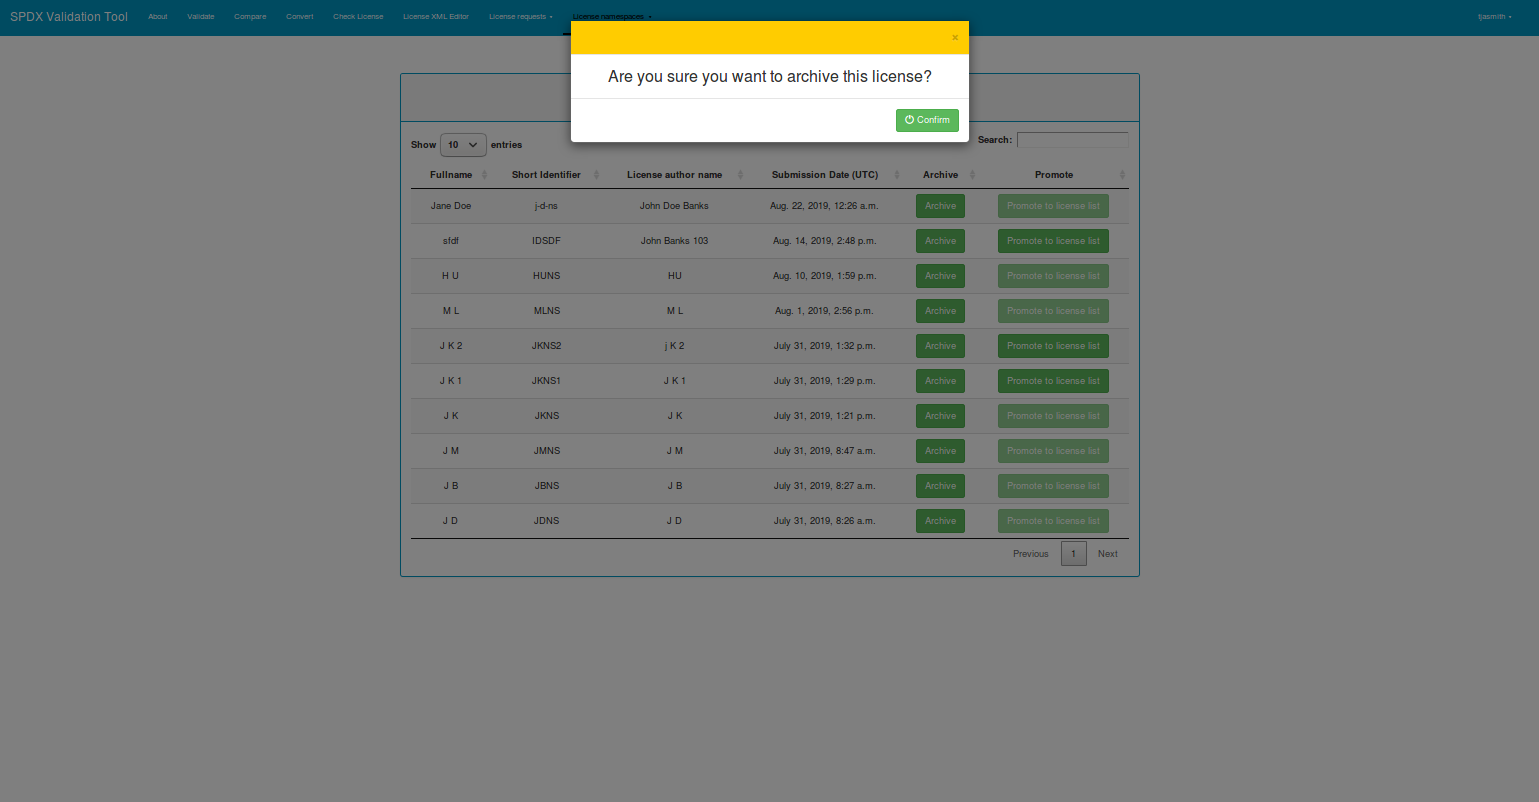 SPDX Validation Tool About Validate Compare Convert Check License License XML Editor License requests License namespaces tjasmith
×
Are you sure you want to archive this license?
Confirm
Show 10 entries Search:
Fullname Short Identifier License author name Submission Date (UTC) Archive Promote
Jane Doe j-d-ns John Doe Banks Aug. 22, 2019, 12:26 a.m. Archive Promote to license list
sfdf IDSDF John Banks 103 Aug. 14, 2019, 2:48 p.m. Archive Promote to license list
H U HUNS HU Aug. 10, 2019, 1:59 p.m. Archive Promote to license list
M L MLNS M L Aug. 1, 2019, 2:56 p.m. Archive Promote to license list
J K 2 JKNS2 j K 2 July 31, 2019, 1:32 p.m. Archive Promote to license list
J K 1 JKNS1 J K 1 July 31, 2019, 1:29 p.m. Archive Promote to license list
J K JKNS J K July 31, 2019, 1:21 p.m. Archive Promote to license list
J M JMNS J M July 31, 2019, 8:47 a.m. Archive Promote to license list
J B JBNS J B July 31, 2019, 8:27 a.m. Archive Promote to license list
J D JDNS J D July 31, 2019, 8:26 a.m. Archive Promote to license list
Previous 1 Next